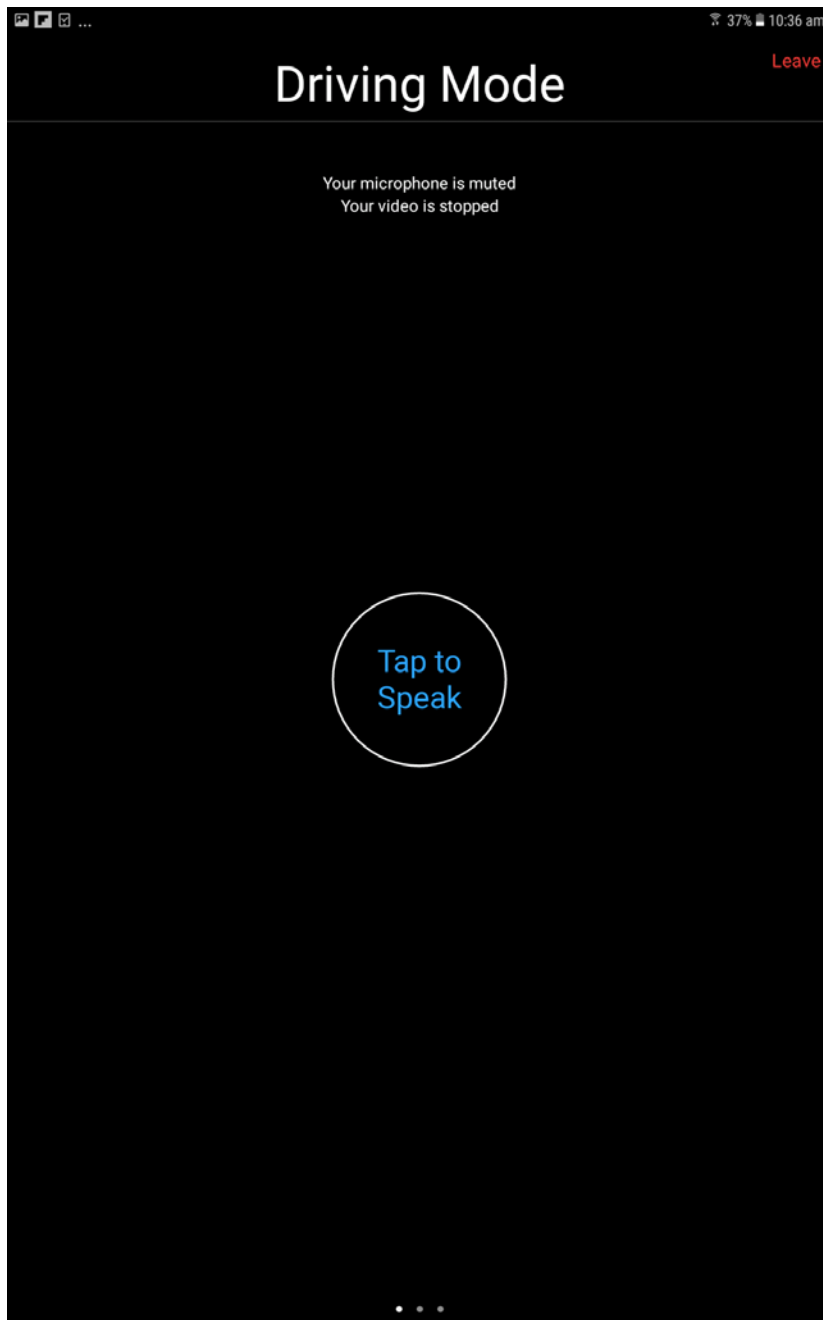 ... 37% 10:36 am
Leave
Driving Mode
Your microphone is muted
Your video is stopped
Tap to
Speak